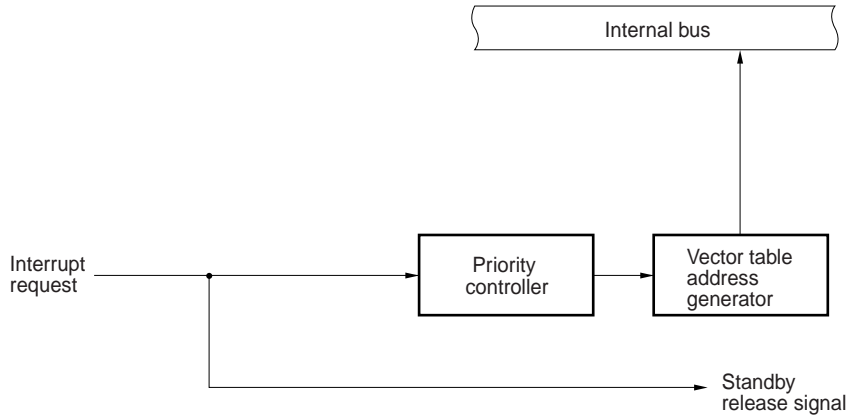 Internal bus
Interrupt
request
Priority
controller
Vector table
address
generator
Standby
release signal